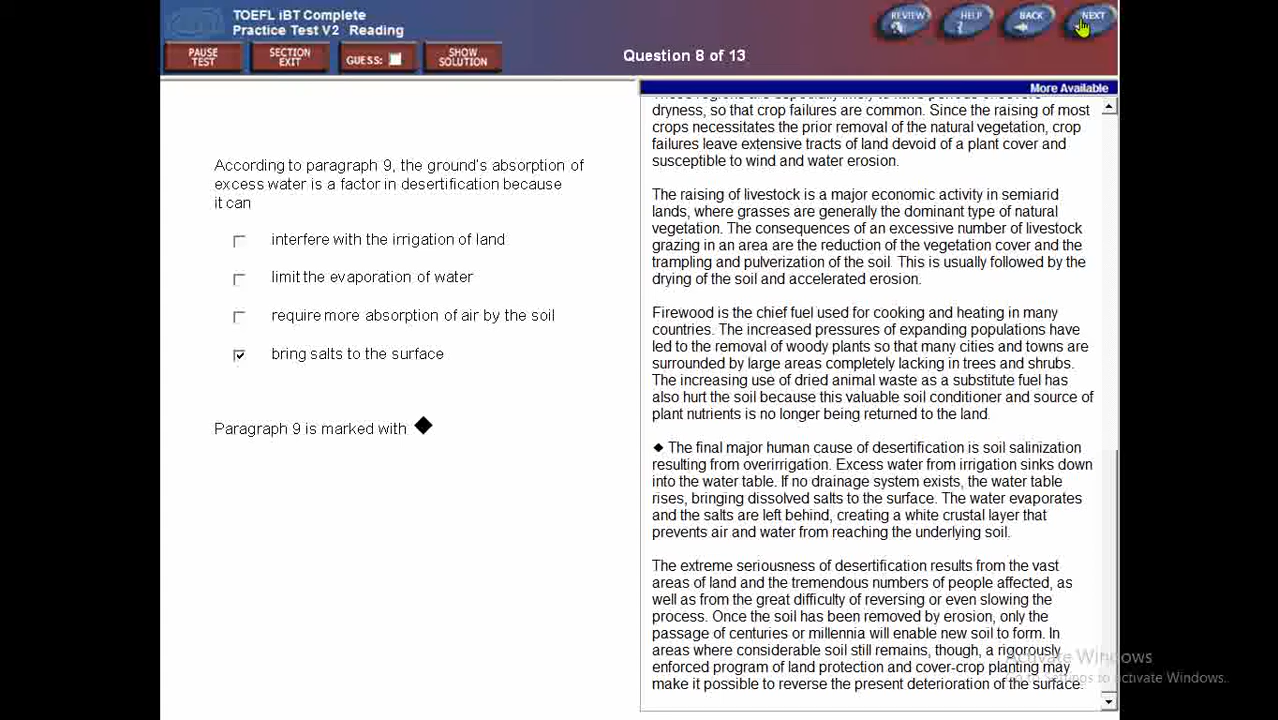 TOEFL iBT Complete
Practice Test V2 Reading
REVIEW
HELP
BACK
NEXT
PAUSE
TEST
SECTION
EXIT
GUESS:
SHOW
SOLUTION
Question 8 of 13
More Available
According to paragraph 9, the ground's absorption of
excess water is a factor in desertification because
it can
interfere with the irrigation of land
limit the evaporation of water
require more absorption of air by the soil
bring salts to the surface
Paragraph 9 is marked with ◆
dryness, so that crop failures are common. Since the raising of most
crops necessitates the prior removal of the natural vegetation, crop
failures leave extensive tracts of land devoid of a plant cover and
susceptible to wind and water erosion.
The raising of livestock is a major economic activity in semiarid
lands, where grasses are generally the dominant type of natural
vegetation. The consequences of an excessive number of livestock
grazing in an area are the reduction of the vegetation cover and the
trampling and pulverization of the soil. This is usually followed by the
drying of the soil and accelerated erosion.
Firewood is the chief fuel used for cooking and heating in many
countries. The increased pressures of expanding populations have
led to the removal of woody plants so that many cities and towns are
surrounded by large areas completely lacking in trees and shrubs.
The increasing use of dried animal waste as a substitute fuel has
also hurt the soil because this valuable soil conditioner and source of
plant nutrients is no longer being returned to the land.
◆ The final major human cause of desertification is soil salinization
resulting from overirrigation. Excess water from irrigation sinks down
into the water table. If no drainage system exists, the water table
rises, bringing dissolved salts to the surface. The water evaporates
and the salts are left behind, creating a white crustal layer that
prevents air and water from reaching the underlying soil.
The extreme seriousness of desertification results from the vast
areas of land and the tremendous numbers of people affected, as
well as from the great difficulty of reversing or even slowing the
process. Once the soil has been removed by erosion, only the
passage of centuries or millennia will enable new soil to form. In
areas where considerable soil still remains, though, a rigorously
enforced program of land protection and cover-crop planting may
make it possible to reverse the present deterioration of the surface.
Activate Windows
Go to Settings to activate Windows.